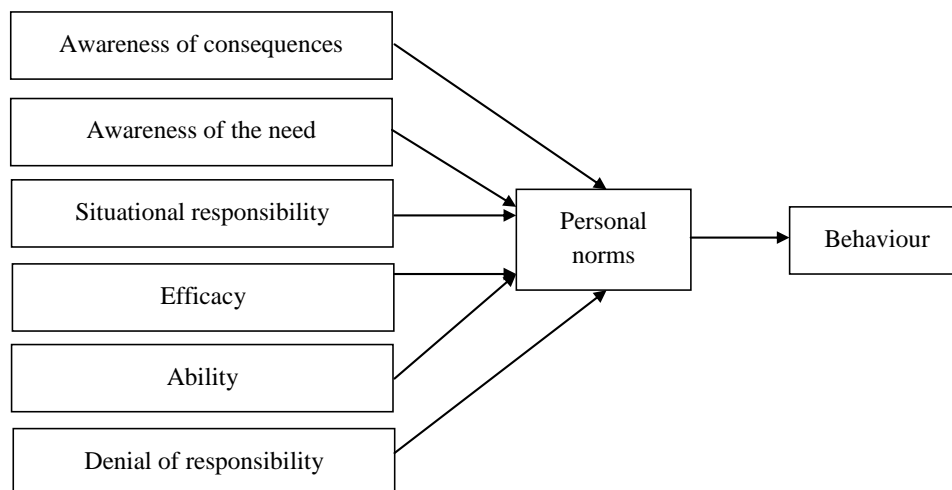 Awareness of consequences
Awareness of the need
Situational responsibility
Efficacy
Ability
Denial of responsibility
Personal
norms
Behaviour